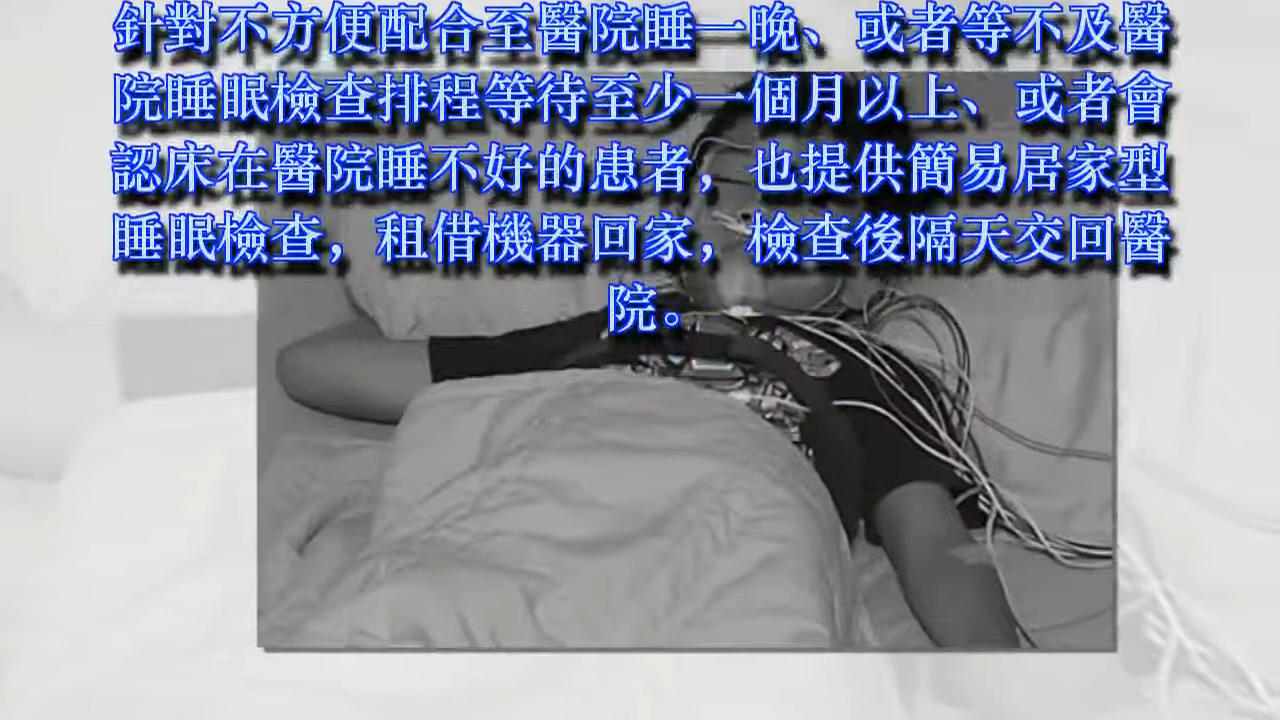 針對不方便配合至醫院睡一晚、或者等不及醫
院睡眠檢查排程等待至少一個月以上、或者會
認床在醫院睡不好的患者，也提供簡易居家型
睡眠檢查，租借機器回家，檢查後隔天交回醫
院。